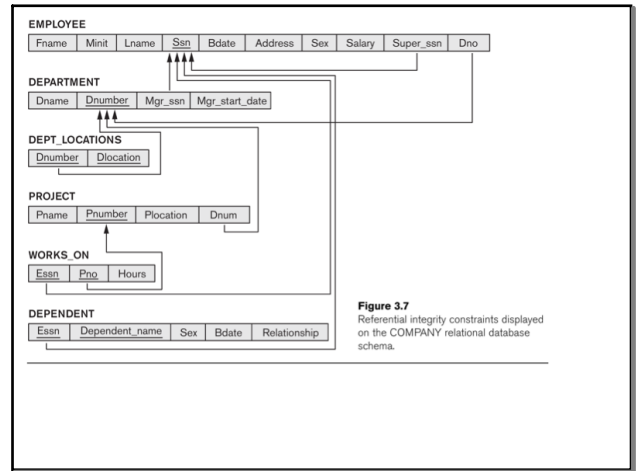 EMPLOYEE
Fname Minit Lname Ssn Bdate Address Sex Salary Super_ssn Dno
DEPARTMENT
Dname Dnumber Mgr_ssn Mgr_start_date
DEPT_LOCATIONS
Dnumber Dlocation
PROJECT
Pname Pnumber Plocation Dnum
WORKS_ON
Essn Pno Hours
DEPENDENT
Essn Dependent_name Sex Bdate Relationship
Figure 3.7
Referential integrity constraints displayed
on the COMPANY relational database
schema.